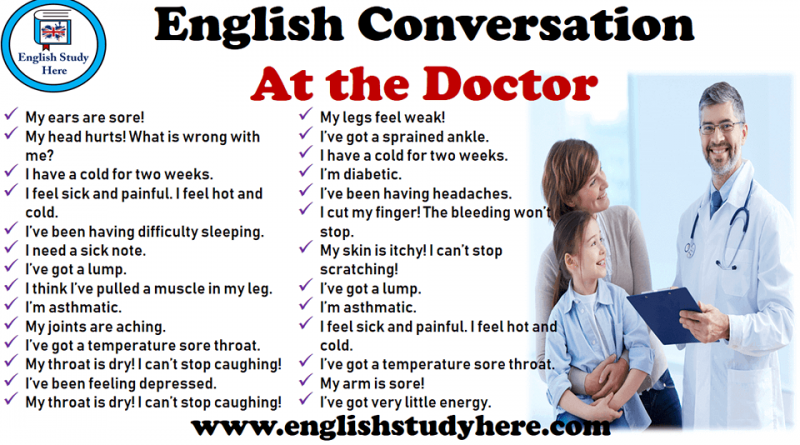 English Study
Here
English Conversation
At the Doctor
My ears are sore!
My head hurts! What is wrong with
me?
I have a cold for two weeks.
I feel sick and painful. I feel hot and
cold.
I've been having difficulty sleeping.
I need a sick note.
I've got a lump.
I think I've pulled a muscle in my leg.
I'm asthmatic.
My joints are aching.
I've got a temperature sore throat.
My throat is dry! I can't stop caughing!
I've been feeling depressed.
My throat is dry! I can't stop caughing!
My legs feel weak!
I've got a sprained ankle.
I have a cold for two weeks.
I'm diabetic.
I've been having headaches.
I cut my finger! The bleeding won't
stop.
My skin is itchy! I can't stop
scratching!
I've got a lump.
I'm asthmatic.
I feel sick and painful. I feel hot and
cold.
I've got a temperature sore throat.
My arm is sore!
I've got very little energy.
www.englishstudyhere.com